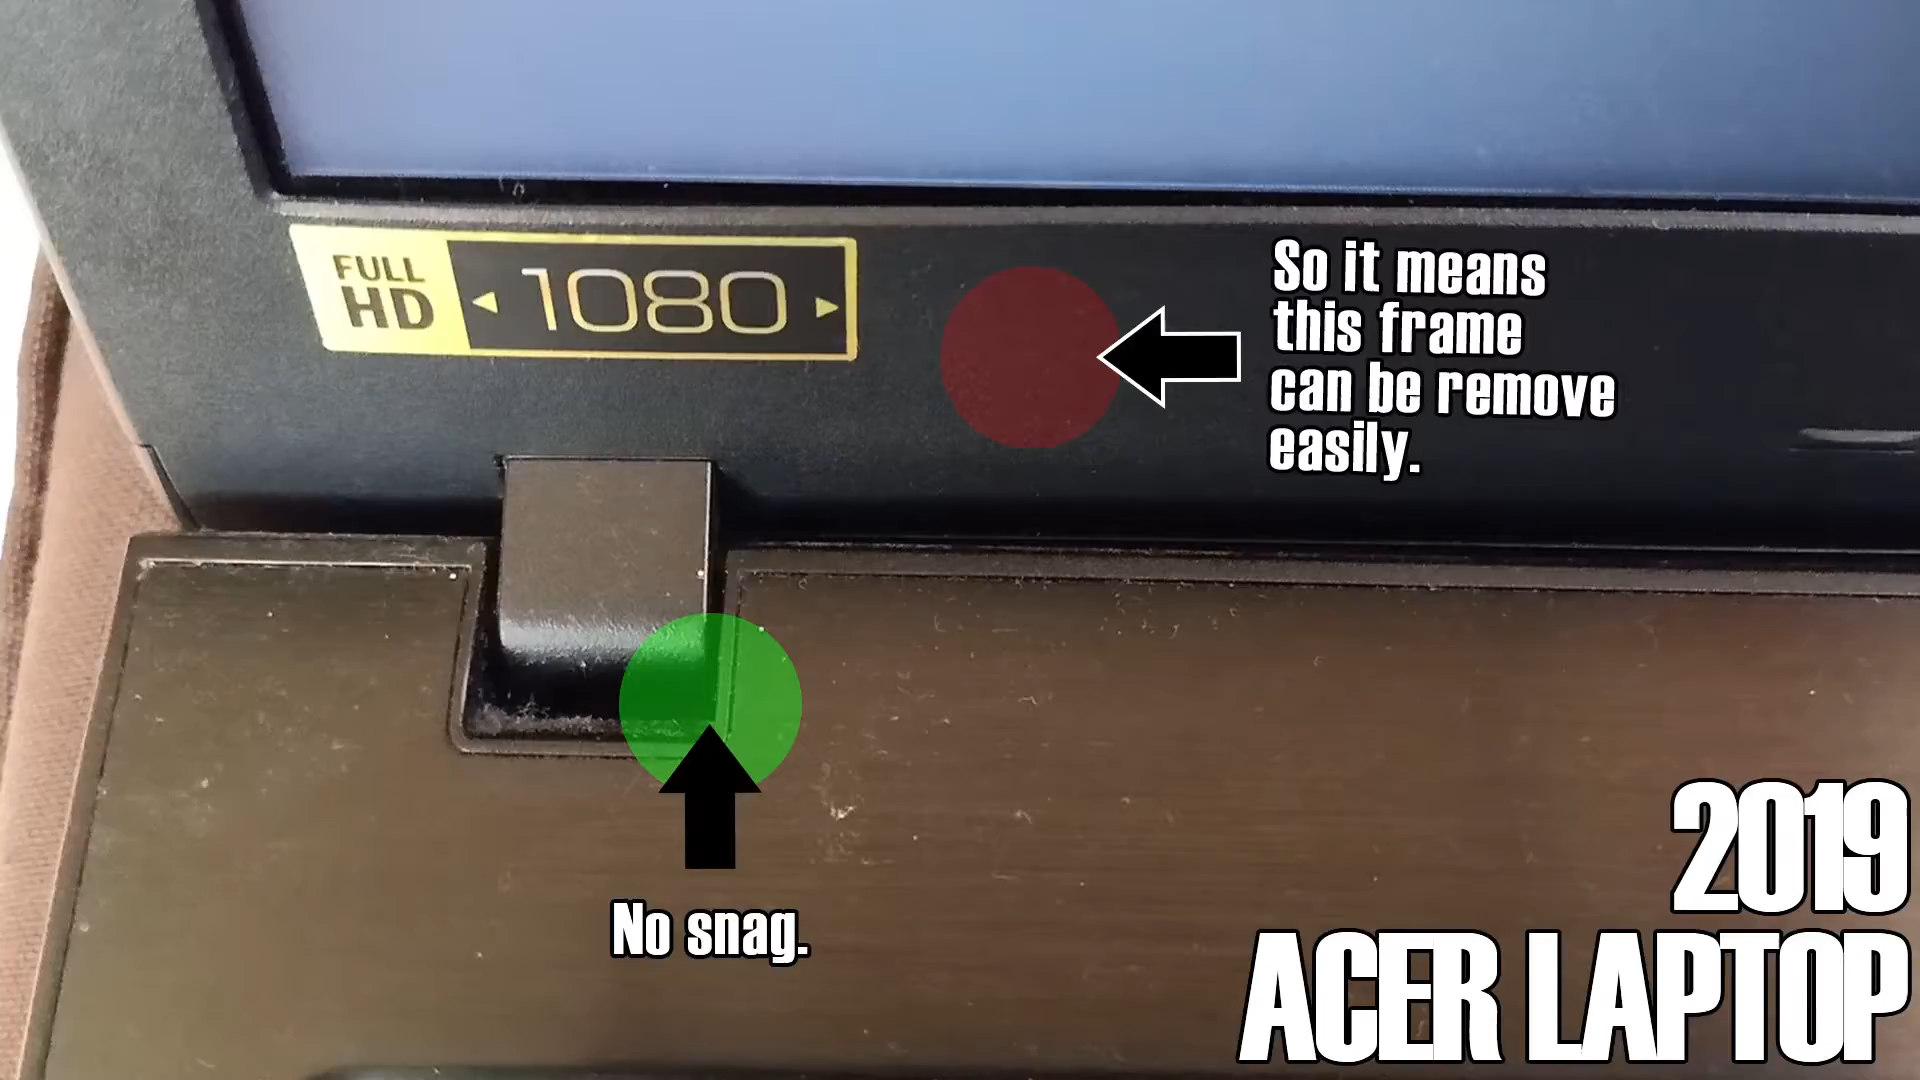 FULL
HD
1080
So it means
this frame
can be remove
easily.
No snag.
2019
ACER LAPTOP